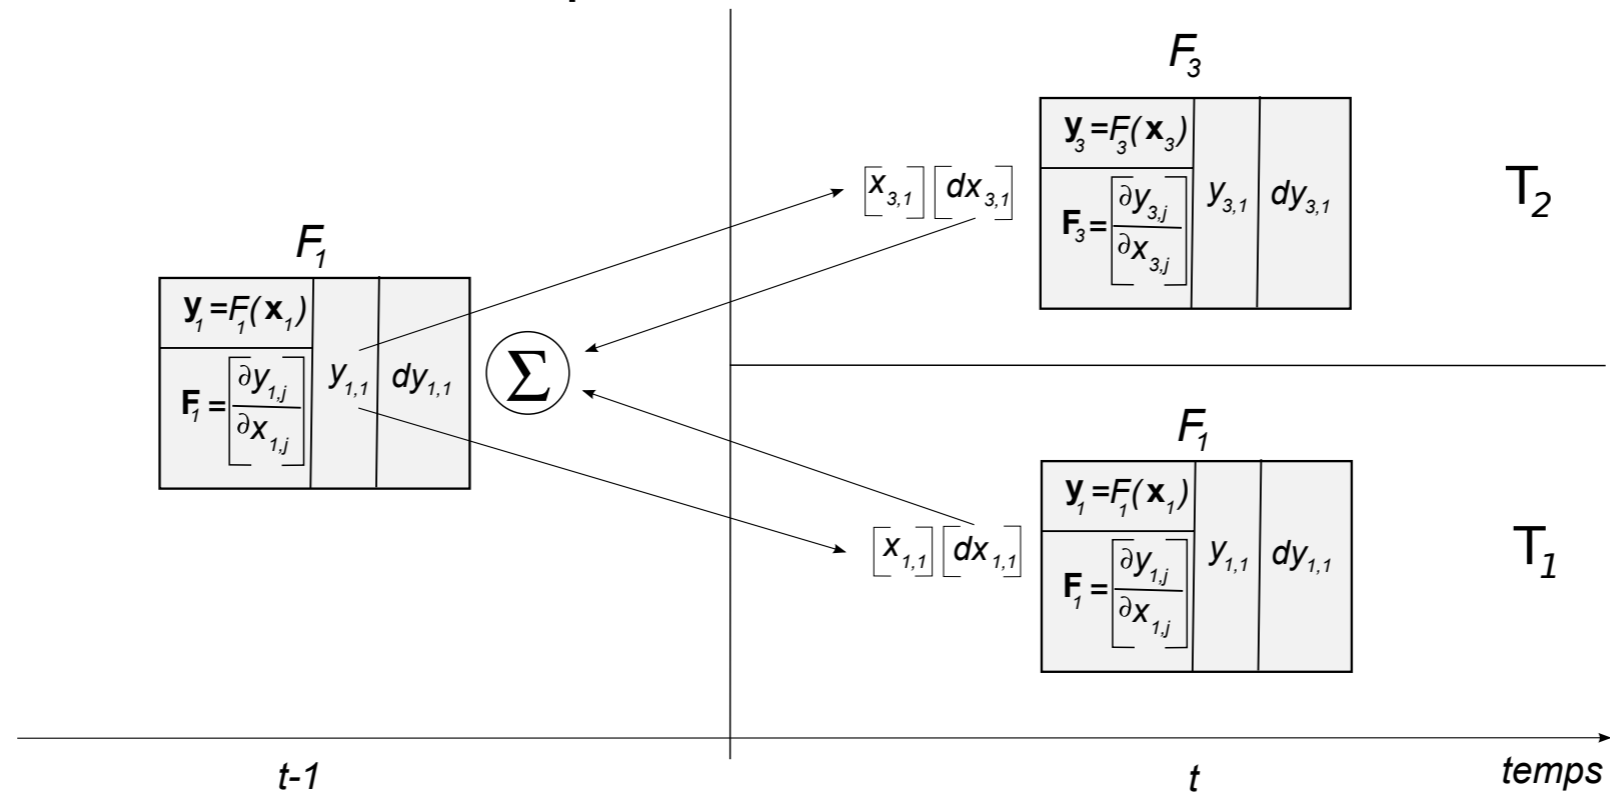 F₃
y₃=F₃(x₃)
[x₃,₁] [dx₃,₁]
F₃=[∂y₃,ⱼ/∂x₃,ⱼ]
y₃,₁
dy₃,₁
T₂
F₁
y₁=F₁(x₁)
F₁=[∂y₁,ⱼ/∂x₁,ⱼ]
y₁,₁
dy₁,₁
Σ
F₁
y₁=F₁(x₁)
[x₁,₁] [dx₁,₁]
F₁=[∂y₁,ⱼ/∂x₁,ⱼ]
y₁,₁
dy₁,₁
T₁
t-1
t
temps